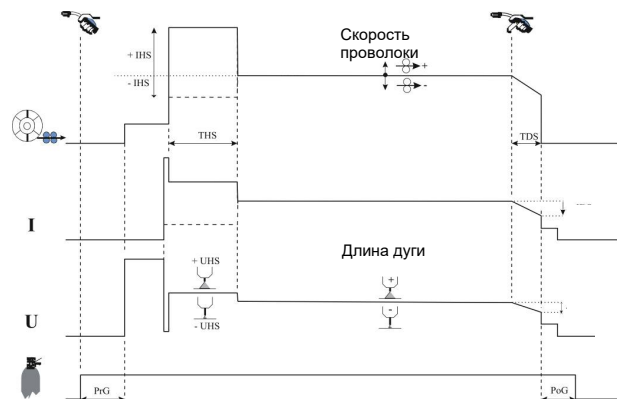 Скорость
проволоки
+ IHS
- IHS
+
-
THS
TDS
I
Длина дуги
+ UHS
+
-
- UHS
U
PrG
PoG